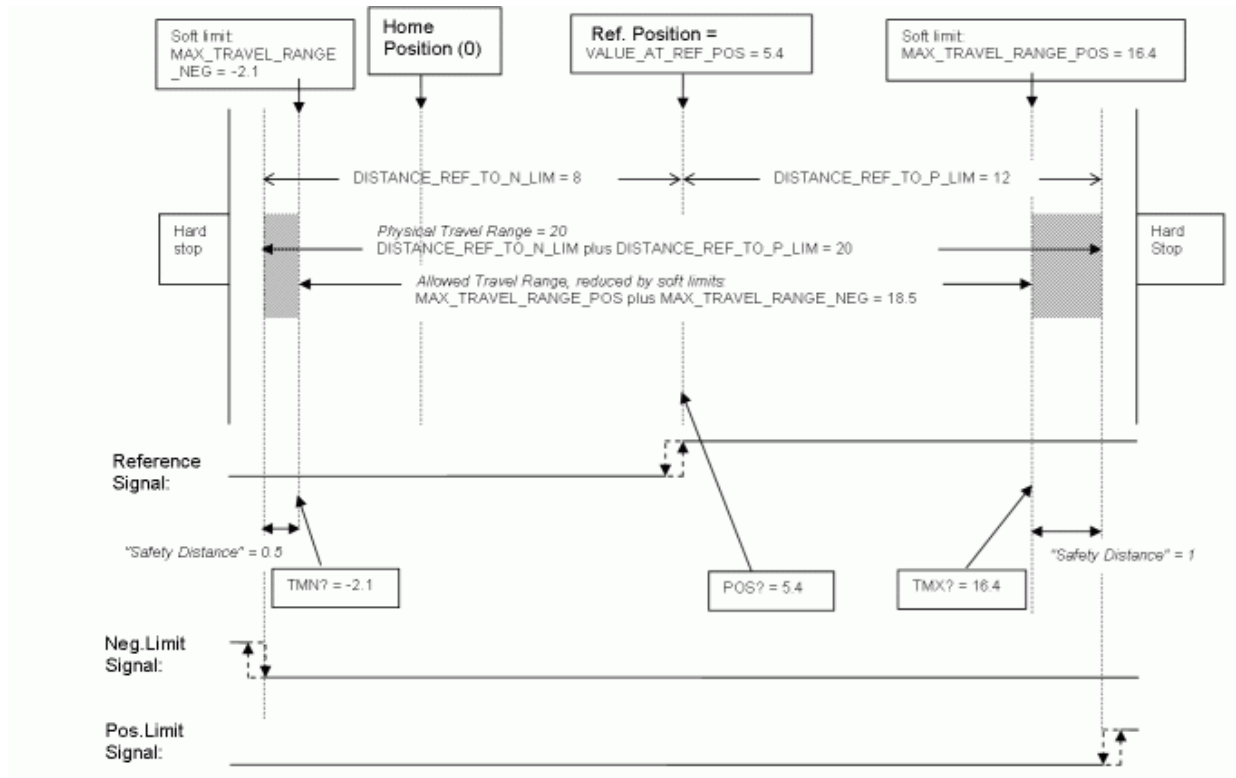 Soft limit:
MAX_TRAVEL_RANGE
_NEG = -2.1
Home
Position (0)
Ref. Position =
VALUE_AT_REF_POS = 5.4
Soft limit:
MAX_TRAVEL_RANGE_POS = 16.4
DISTANCE_REF_TO_N_LIM = 8
DISTANCE_REF_TO_P_LIM = 12
Hard
stop
Physical Travel Range = 20
DISTANCE_REF_TO_N_LIM plus DISTANCE_REF_TO_P_LIM = 20
Hard
Stop
Allowed Travel Range, reduced by soft limits:
MAX_TRAVEL_RANGE_POS plus MAX_TRAVEL_RANGE_NEG = 18.5
Reference
Signal:
"Safety Distance" = 0.5
"Safety Distance" = 1
TMN? = -2.1
POS? = 5.4
TMX? = 16.4
Neg.Limit
Signal:
Pos.Limit
Signal: